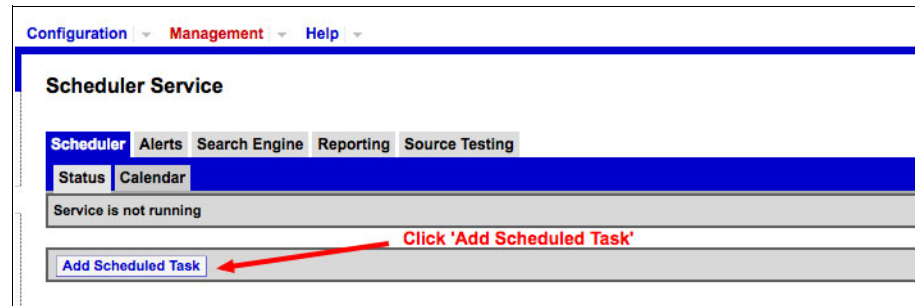 Configuration Management Help
Scheduler Service
Scheduler Alerts Search Engine Reporting Source Testing
Status Calendar
Service is not running
Click 'Add Scheduled Task'
Add Scheduled Task